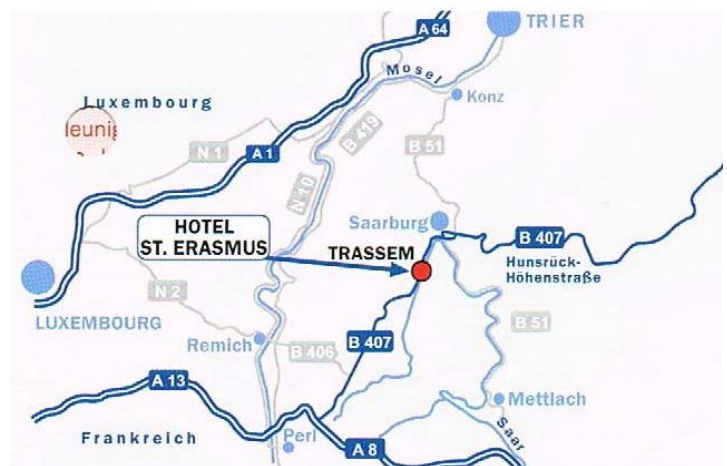 A 64
TRIER
Mosel
Konz
Luxembourg
leunig
B 419
N 1
A 1
B 51
N 10
HOTEL
ST. ERASMUS
Saarburg
TRASSEM
B 407
Hunsrück-
Höhenstraße
N 2
LUXEMBOURG
B 51
Remich
B 406
B 407
A 13
Mettlach
Frankreich
Perl
A 8
Saar